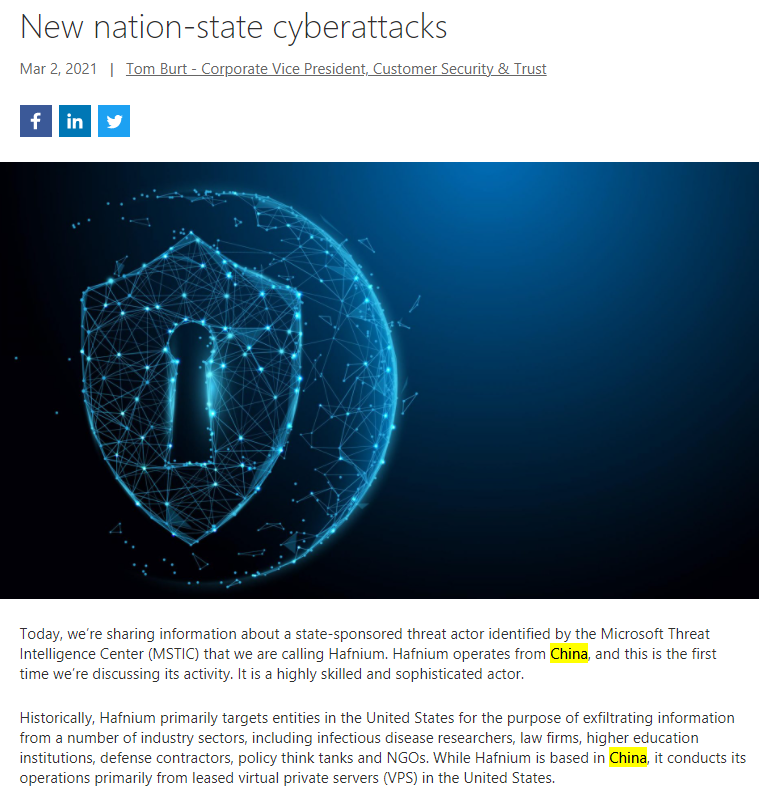 New nation-state cyberattacks
Mar 2, 2021 | Tom Burt - Corporate Vice President, Customer Security & Trust
f in
Today, we're sharing information about a state-sponsored threat actor identified by the Microsoft Threat
Intelligence Center (MSTIC) that we are calling Hafnium. Hafnium operates from China, and this is the first
time we're discussing its activity. It is a highly skilled and sophisticated actor.
Historically, Hafnium primarily targets entities in the United States for the purpose of exfiltrating information
from a number of industry sectors, including infectious disease researchers, law firms, higher education
institutions, defense contractors, policy think tanks and NGOs. While Hafnium is based in China, it conducts its
operations primarily from leased virtual private servers (VPS) in the United States.